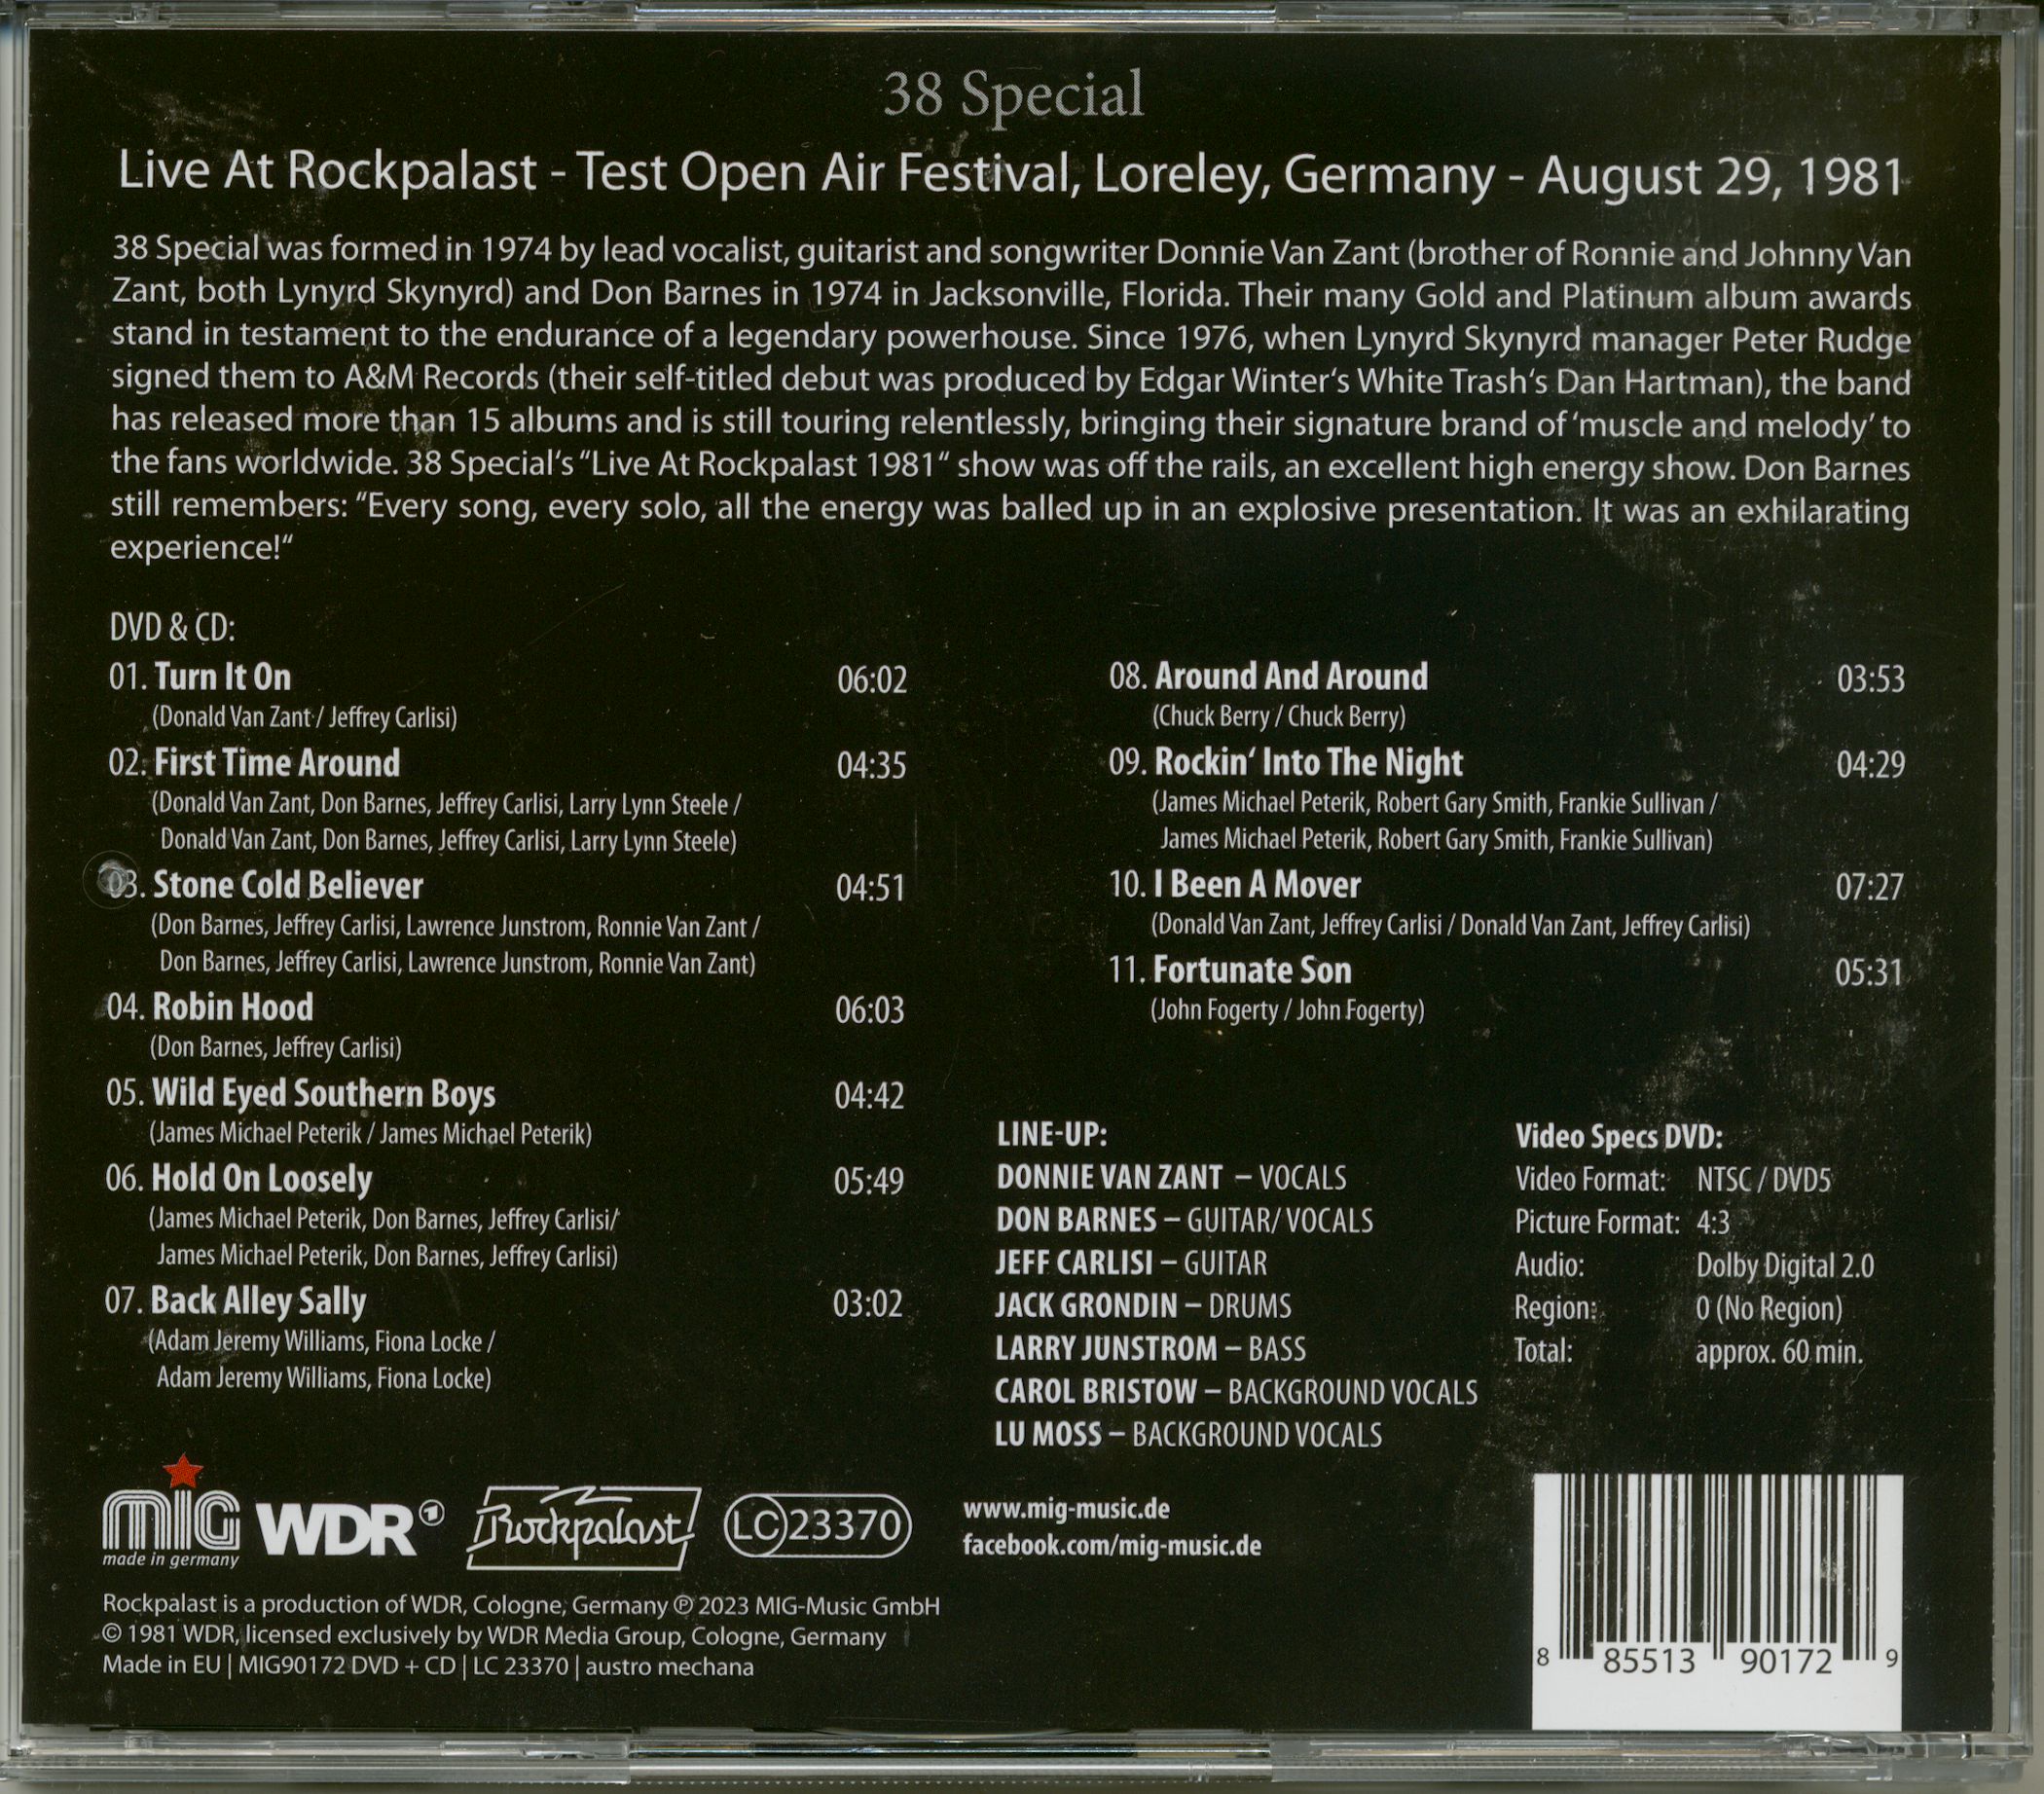 38 Special
Live At Rockpalast - Test Open Air Festival, Loreley, Germany - August 29, 1981
38 Special was formed in 1974 by lead vocalist, guitarist and songwriter Donnie Van Zant (brother of Ronnie and Johnny Van
Zant, both Lynyrd Skynyrd) and Don Barnes in 1974 in Jacksonville, Florida. Their many Gold and Platinum album awards
stand in testament to the endurance of a legendary powerhouse. Since 1976, when Lynyrd Skynyrd manager Peter Rudge
signed them to A&M Records (their self-titled debut was produced by Edgar Winter‘s White Trash‘s Dan Hartman), the band
has released more than 15 albums and is still touring relentlessly, bringing their signature brand of ‘muscle and melody’ to
the fans worldwide. 38 Special‘s “Live At Rockpalast 1981“ show was off the rails, an excellent high energy show. Don Barnes
still remembers: “Every song, every solo, all the energy was balled up in an explosive presentation. It was an exhilarating
experience!“
DVD & CD:
01. Turn It On 06:02
(Donald Van Zant / Jeffrey Carlisi)
02. First Time Around 04:35
(Donald Van Zant, Don Barnes, Jeffrey Carlisi, Larry Lynn Steele /
Donald Van Zant, Don Barnes, Jeffrey Carlisi, Larry Lynn Steele)
03. Stone Cold Believer 04:51
(Don Barnes, Jeffrey Carlisi, Lawrence Junstrom, Ronnie Van Zant /
Don Barnes, Jeffrey Carlisi, Lawrence Junstrom, Ronnie Van Zant)
04. Robin Hood 06:03
(Don Barnes, Jeffrey Carlisi)
05. Wild Eyed Southern Boys 04:42
(James Michael Peterik / James Michael Peterik)
06. Hold On Loosely 05:49
(James Michael Peterik, Don Barnes, Jeffrey Carlisi/
James Michael Peterik, Don Barnes, Jeffrey Carlisi)
07. Back Alley Sally 03:02
(Adam Jeremy Williams, Fiona Locke /
Adam Jeremy Williams, Fiona Locke)
08. Around And Around 03:53
(Chuck Berry / Chuck Berry)
09. Rockin‘ Into The Night 04:29
(James Michael Peterik, Robert Gary Smith, Frankie Sullivan /
James Michael Peterik, Robert Gary Smith, Frankie Sullivan)
10. I Been A Mover 07:27
(Donald Van Zant, Jeffrey Carlisi / Donald Van Zant, Jeffrey Carlisi)
11. Fortunate Son 05:31
(John Fogerty / John Fogerty)
LINE-UP:
DONNIE VAN ZANT – VOCALS
DON BARNES – GUITAR/ VOCALS
JEFF CARLISI – GUITAR
JACK GRONDIN – DRUMS
LARRY JUNSTROM – BASS
CAROL BRISTOW – BACKGROUND VOCALS
LU MOSS – BACKGROUND VOCALS
Video Specs DVD:
Video Format: NTSC / DVD5
Picture Format: 4:3
Audio: Dolby Digital 2.0
Region: 0 (No Region)
Total: approx. 60 min.
mig
made in germany
WDR 1
Rockpalast
LC 23370
www.mig-music.de
facebook.com/mig-music.de
Rockpalast is a production of WDR, Cologne, Germany ℗ 2023 MIG-Music GmbH
© 1981 WDR, licensed exclusively by WDR Media Group, Cologne, Germany
Made in EU | MIG90172 DVD + CD | LC 23370 | austro mechana
8 85513 90172 9